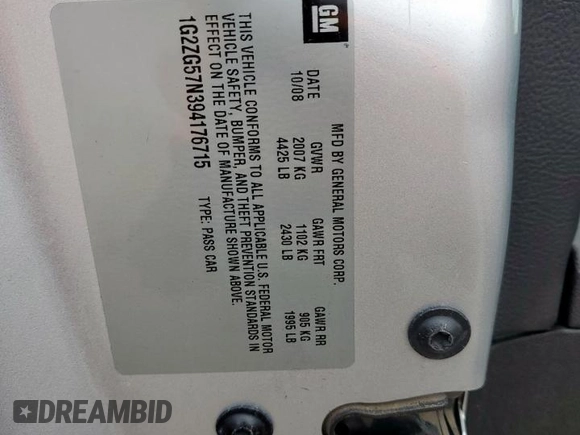 GM
MFD BY GENERAL MOTORS CORP.
DATE GVWR GAWR FRT GAWR RR
10/08 2007 KG 1102 KG 905 KG
4425 LB 2430 LB 1995 LB
THIS VEHICLE CONFORMS TO ALL APPLICABLE U.S. FEDERAL MOTOR
VEHICLE SAFETY, BUMPER, AND THEFT PREVENTION STANDARDS IN
EFFECT ON THE DATE OF MANUFACTURE SHOWN ABOVE.
1G2ZG57N394176715 TYPE: PASS CAR
DREAMBID